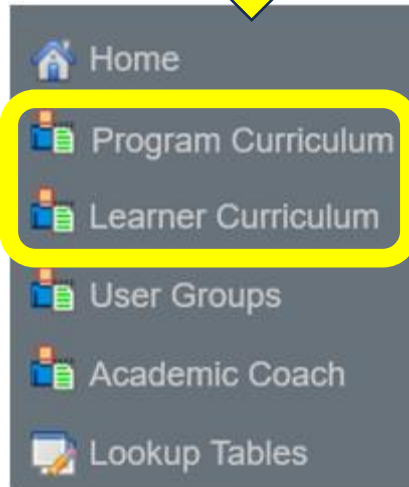 Home
Program Curriculum
Learner Curriculum
User Groups
Academic Coach
Lookup Tables